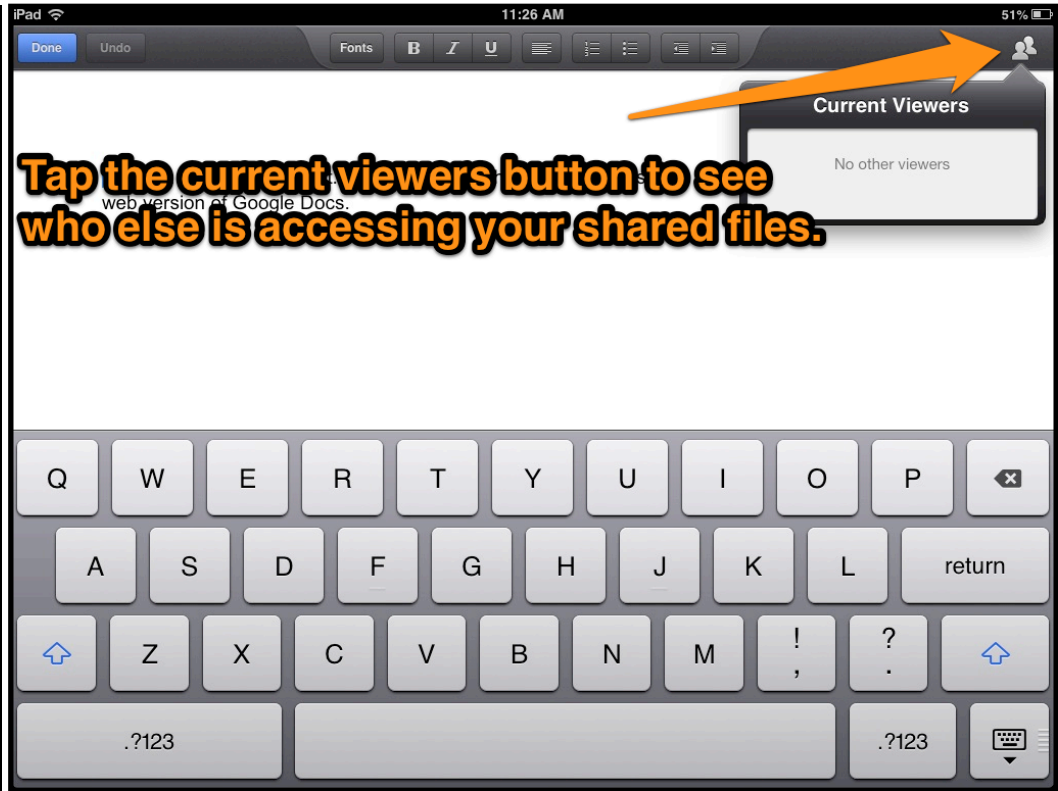 iPad 11:26 AM 51%
Done Undo Fonts B I U
Current Viewers
No other viewers
Tap the current viewers button to see
web version of Google Docs.
who else is accessing your shared files.
Q W E R T Y U I O P
A S D F G H J K L return
Z X C V B N M ! , ? .
.?123 .?123